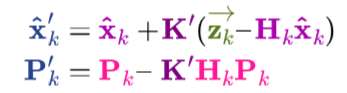 x̂′ₖ = x̂ₖ + K′(z⃗ₖ – Hₖx̂ₖ)
P′ₖ = Pₖ – K′HₖPₖ